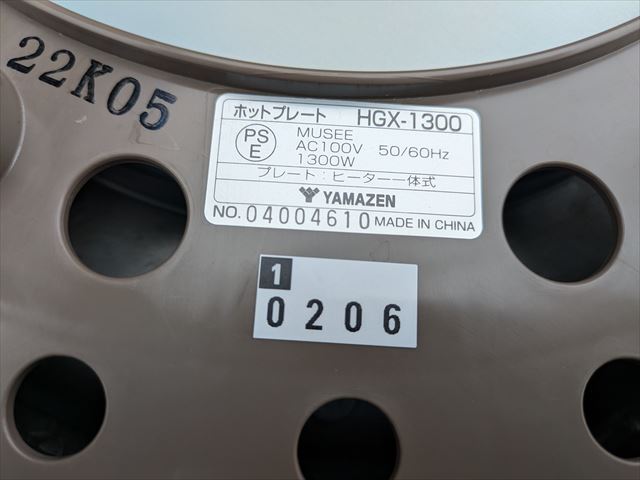 22K05
ホットプレート HGX-1300
PS
E
MUSEE
AC100V 50/60Hz
1300W
プレート:ヒーター一体式
YAMAZEN
NO. 04004610 MADE IN CHINA
1
0206